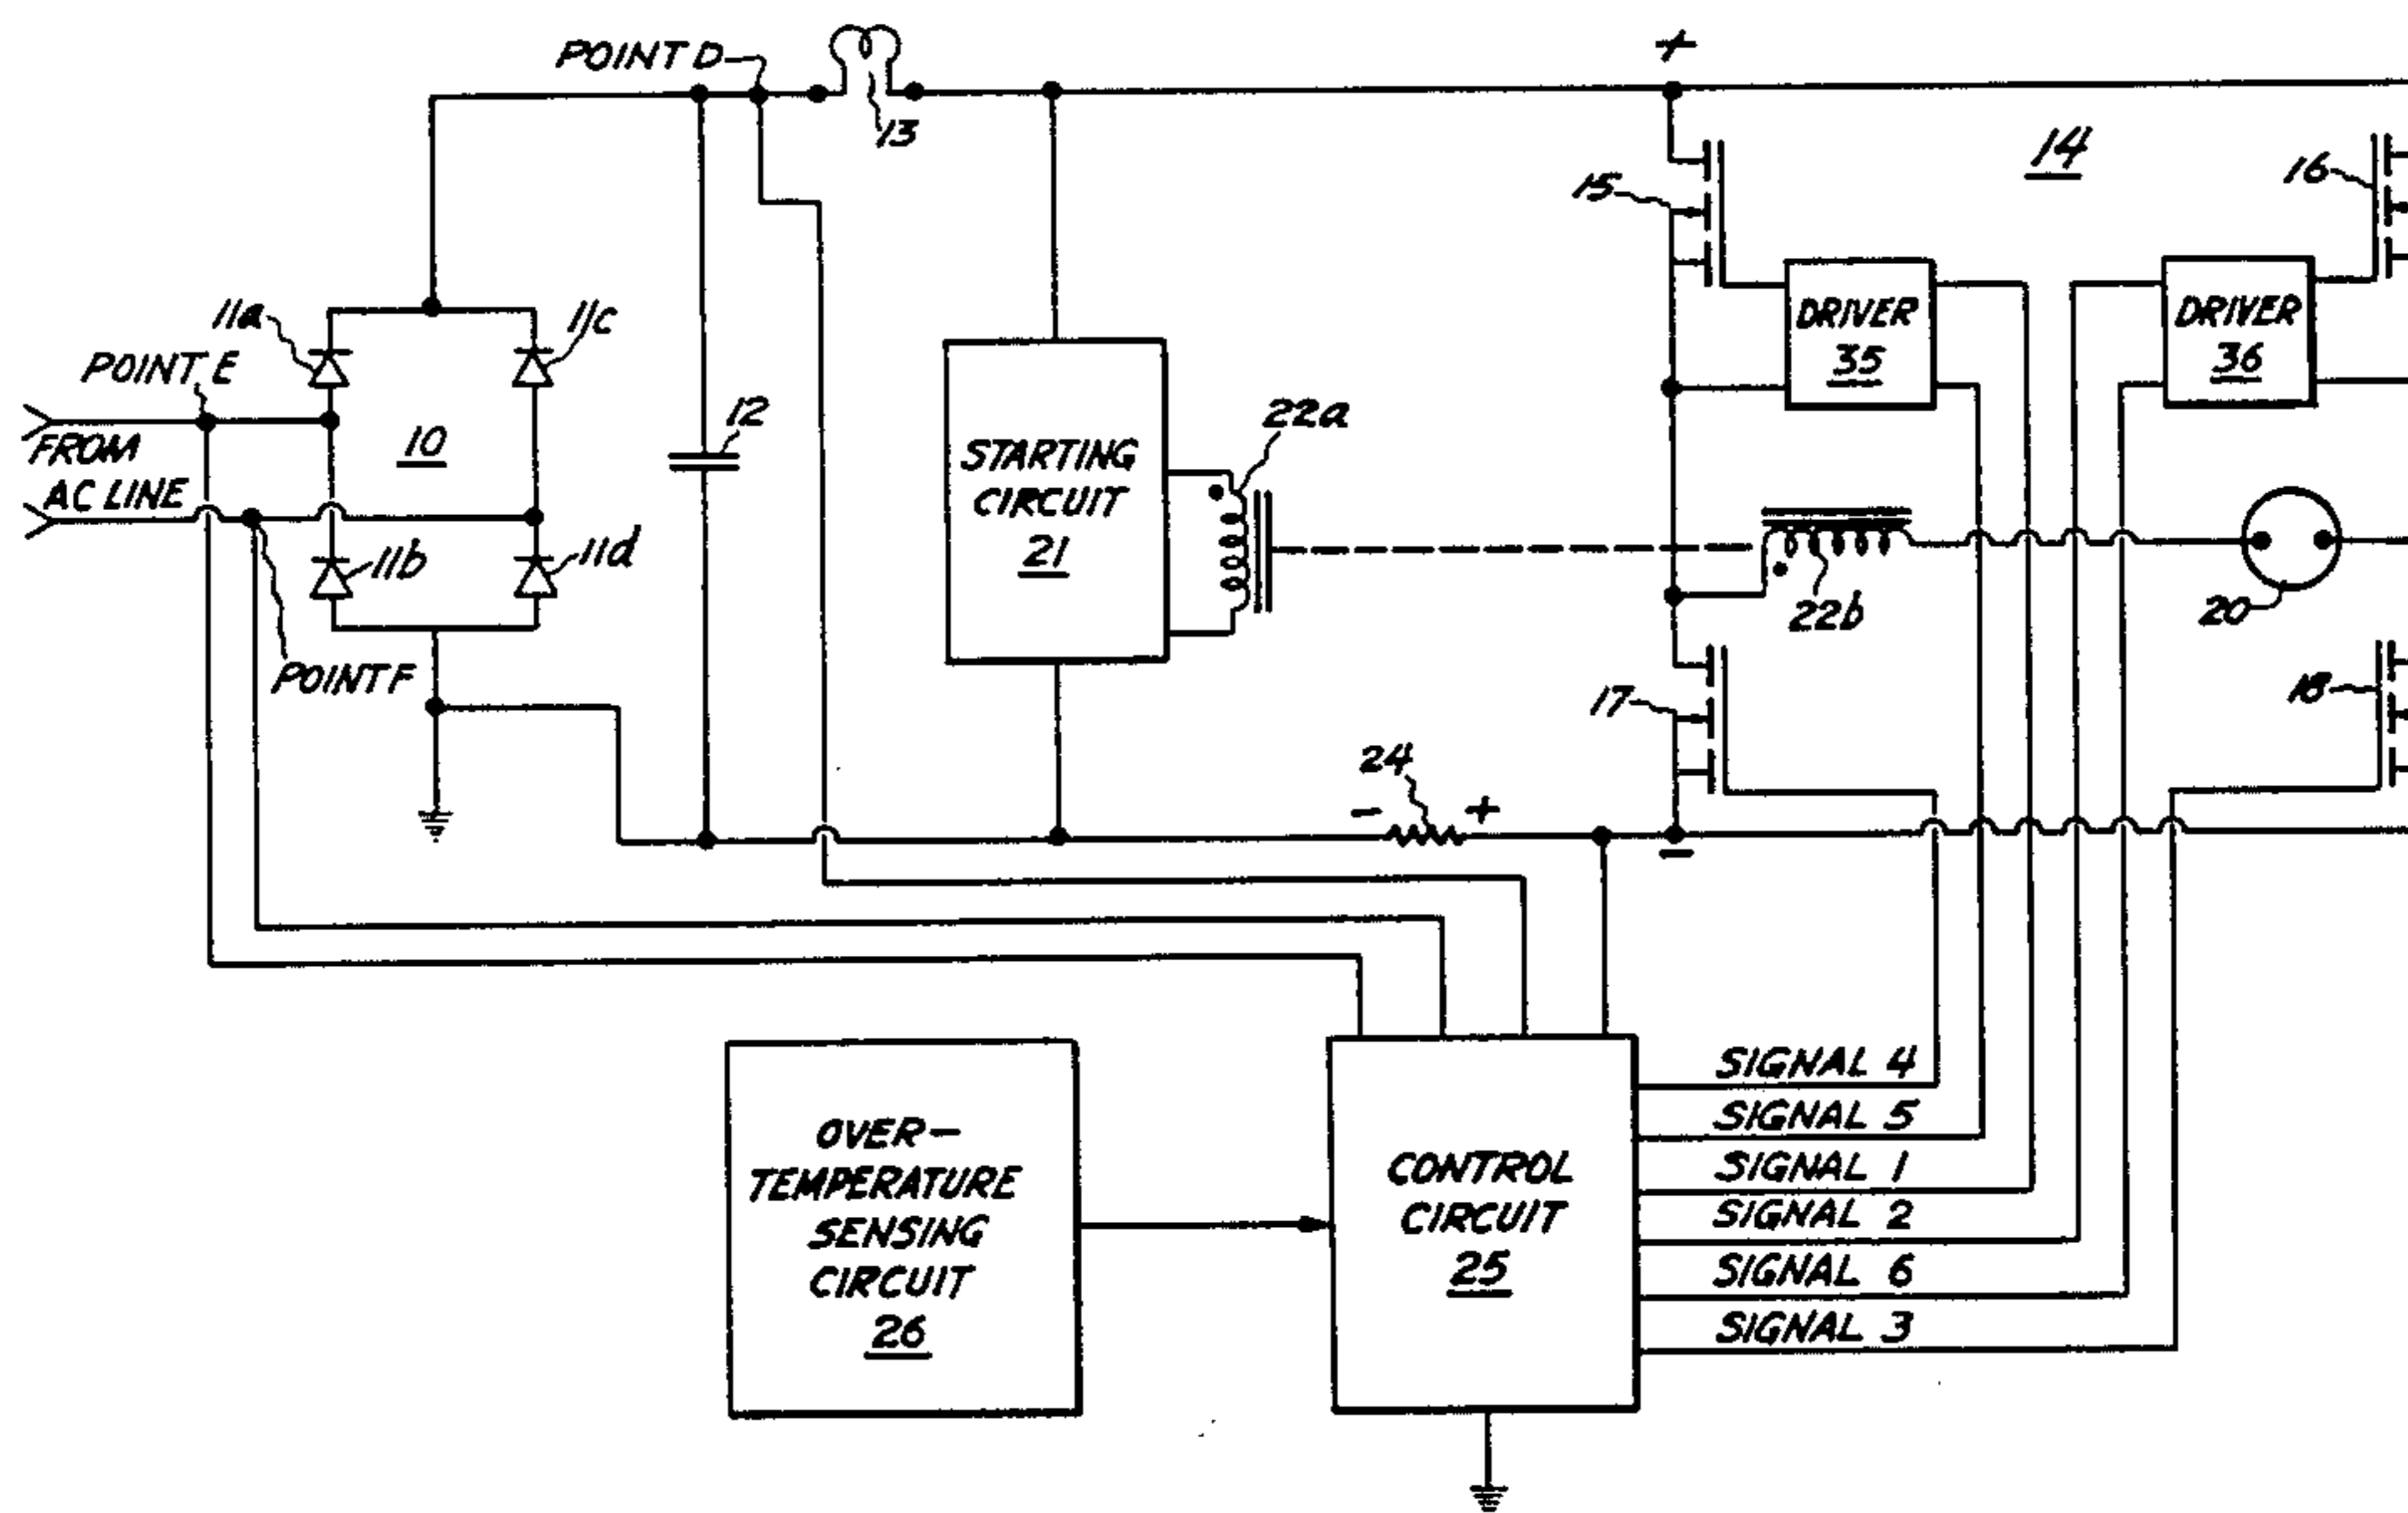 POINT D
13
+
14
15
16
11a
11c
POINT E
DRIVER
35
DRIVER
36
FROM
AC LINE
10
12
STARTING
CIRCUIT
21
22a
11b
11d
22b
20
POINT F
17
18
24
- +
-
OVER-
TEMPERATURE
SENSING
CIRCUIT
26
CONTROL
CIRCUIT
25
SIGNAL 4
SIGNAL 5
SIGNAL 1
SIGNAL 2
SIGNAL 6
SIGNAL 3